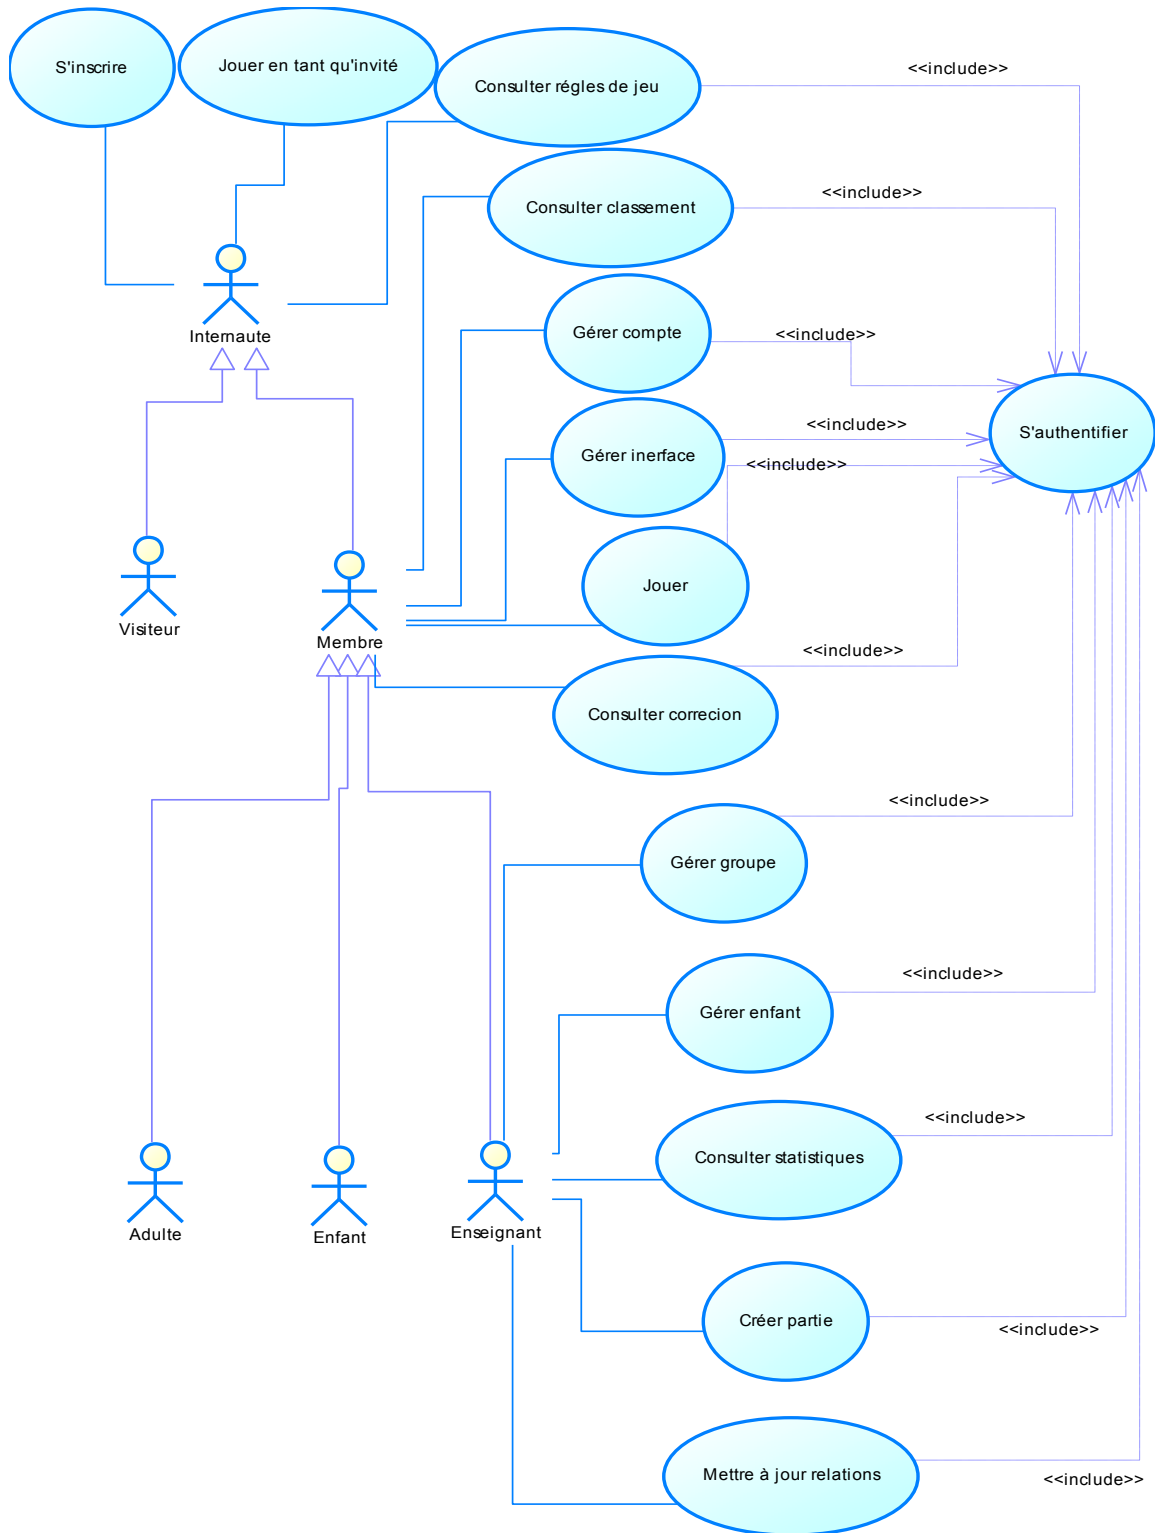 S'inscrire
Jouer en tant qu'invité
Consulter régles de jeu
<<include>>
Consulter classement
<<include>>
Internaute
Gérer compte
<<include>>
S'authentifier
Gérer inerface
<<include>>
<<include>>
Jouer
Visiteur
Membre
<<include>>
Consulter correcion
<<include>>
Gérer groupe
<<include>>
Gérer enfant
<<include>>
Consulter statistiques
Adulte
Enfant
Enseignant
Créer partie
<<include>>
Mettre à jour relations
<<include>>